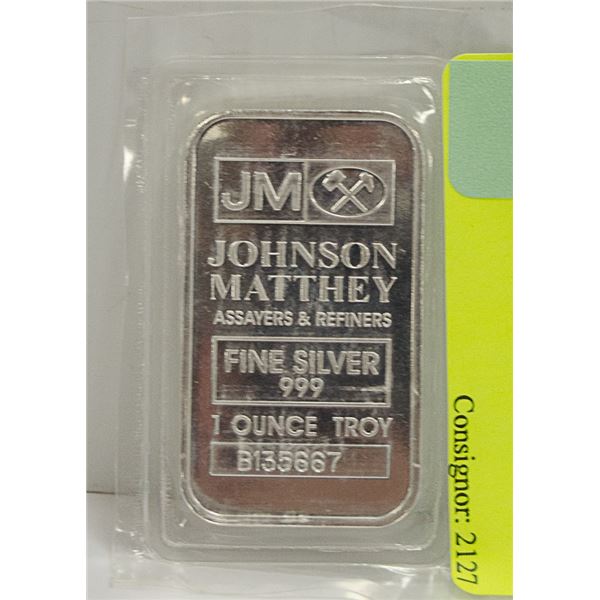 JM
JOHNSON
MATTHEY
ASSAYERS & REFINERS
FINE SILVER
999
1 OUNCE TROY
B135667
Consignor: 2127